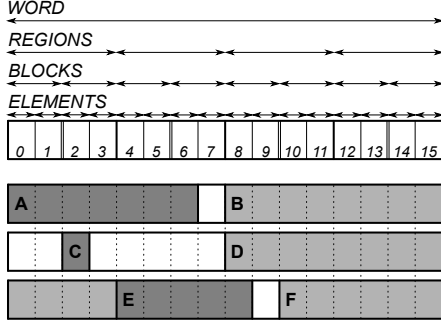 WORD
REGIONS
BLOCKS
ELEMENTS
0 1 2 3 4 5 6 7 8 9 10 11 12 13 14 15
A B
C D
E F